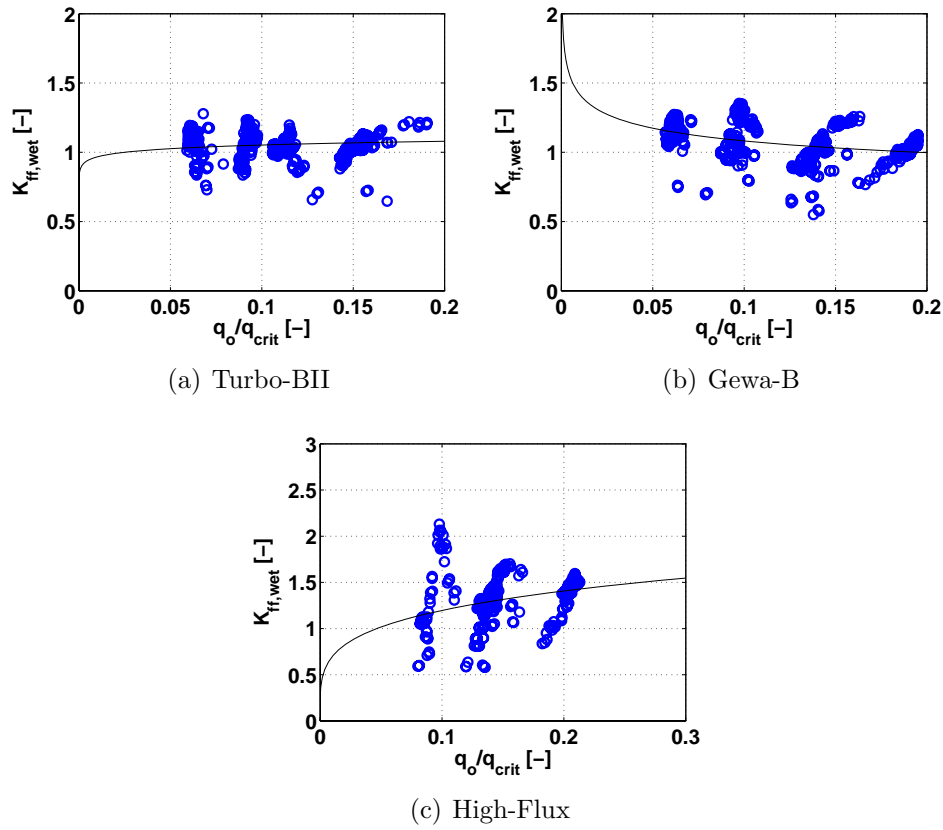 2
1.5
1
0.5
0
K_ff,wet [−]
0 0.05 0.1 0.15 0.2
q_o/q_crit [−]
(a) Turbo-BII
2
1.5
1
0.5
0
K_ff,wet [−]
0 0.05 0.1 0.15 0.2
q_o/q_crit [−]
(b) Gewa-B
3
2.5
2
1.5
1
0.5
0
K_ff,wet [−]
0 0.1 0.2 0.3
q_o/q_crit [−]
(c) High-Flux